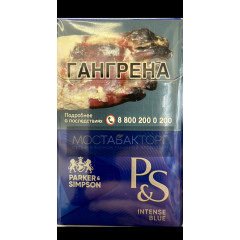 ГАНГРЕНА
Подробнее
о последствиях
8 800 200 0 200
МОСТАБАКТОРГ
PARKER &
SIMPSON
P&S
INTENSE
BLUE